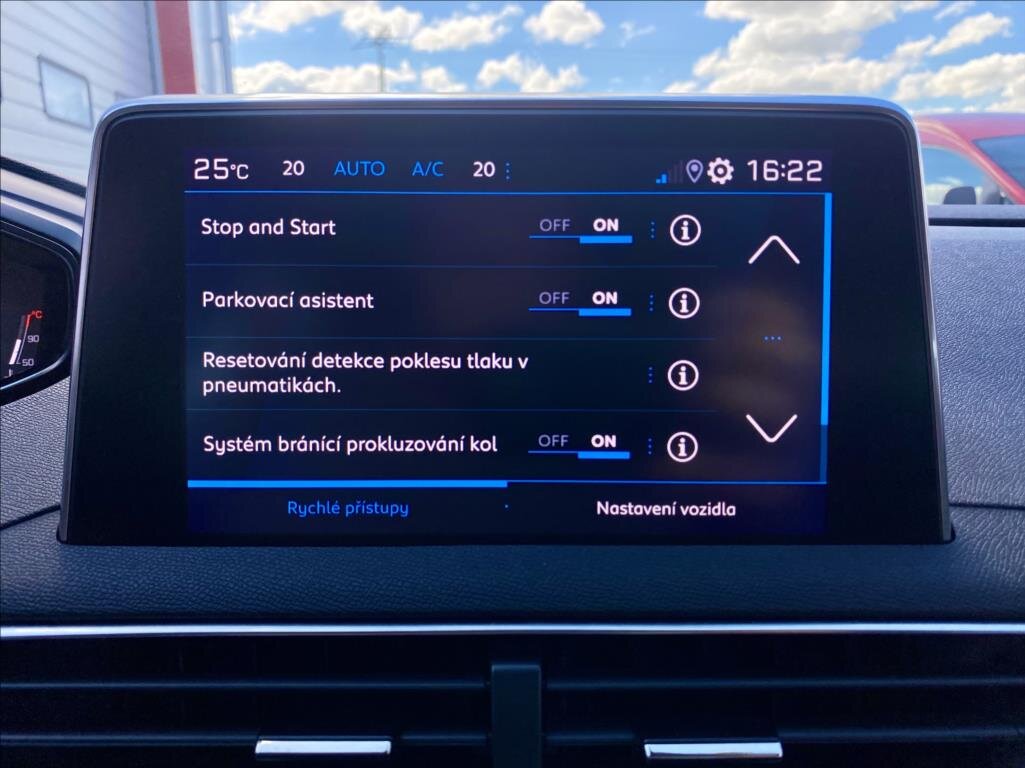 25°C 20 AUTO A/C 20 16:22
Stop and Start OFF ON
Parkovací asistent OFF ON
Resetování detekce poklesu tlaku v
pneumatikách.
Systém bránící prokluzování kol OFF ON
Rychlé přístupy Nastavení vozidla
°C
90
50